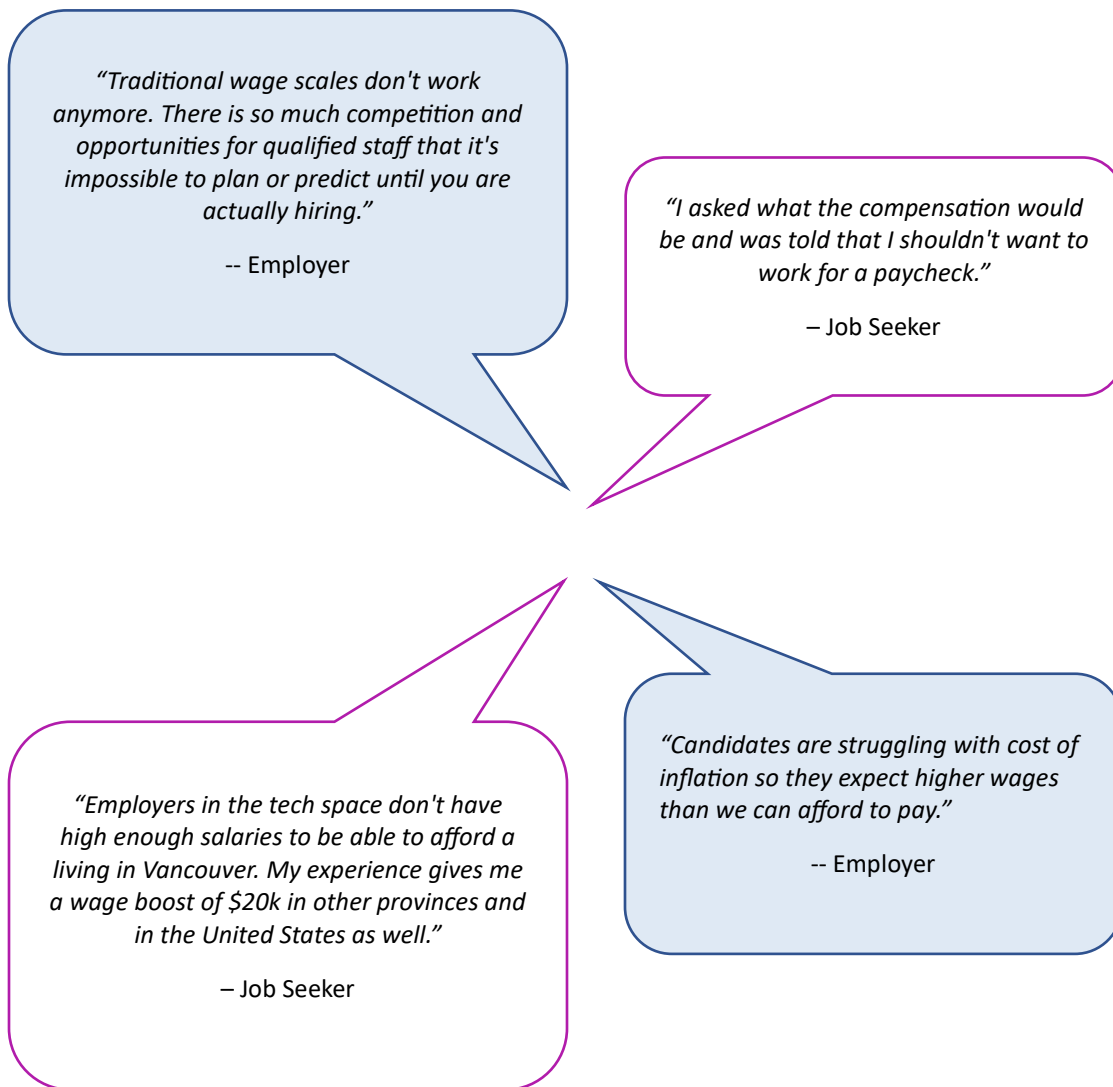 “Traditional wage scales don't work
anymore. There is so much competition and
opportunities for qualified staff that it's
impossible to plan or predict until you are
actually hiring.”
-- Employer
“I asked what the compensation would
be and was told that I shouldn't want to
work for a paycheck.”
– Job Seeker
“Employers in the tech space don't have
high enough salaries to be able to afford a
living in Vancouver. My experience gives me
a wage boost of $20k in other provinces and
in the United States as well.”
– Job Seeker
“Candidates are struggling with cost of
inflation so they expect higher wages
than we can afford to pay.”
-- Employer